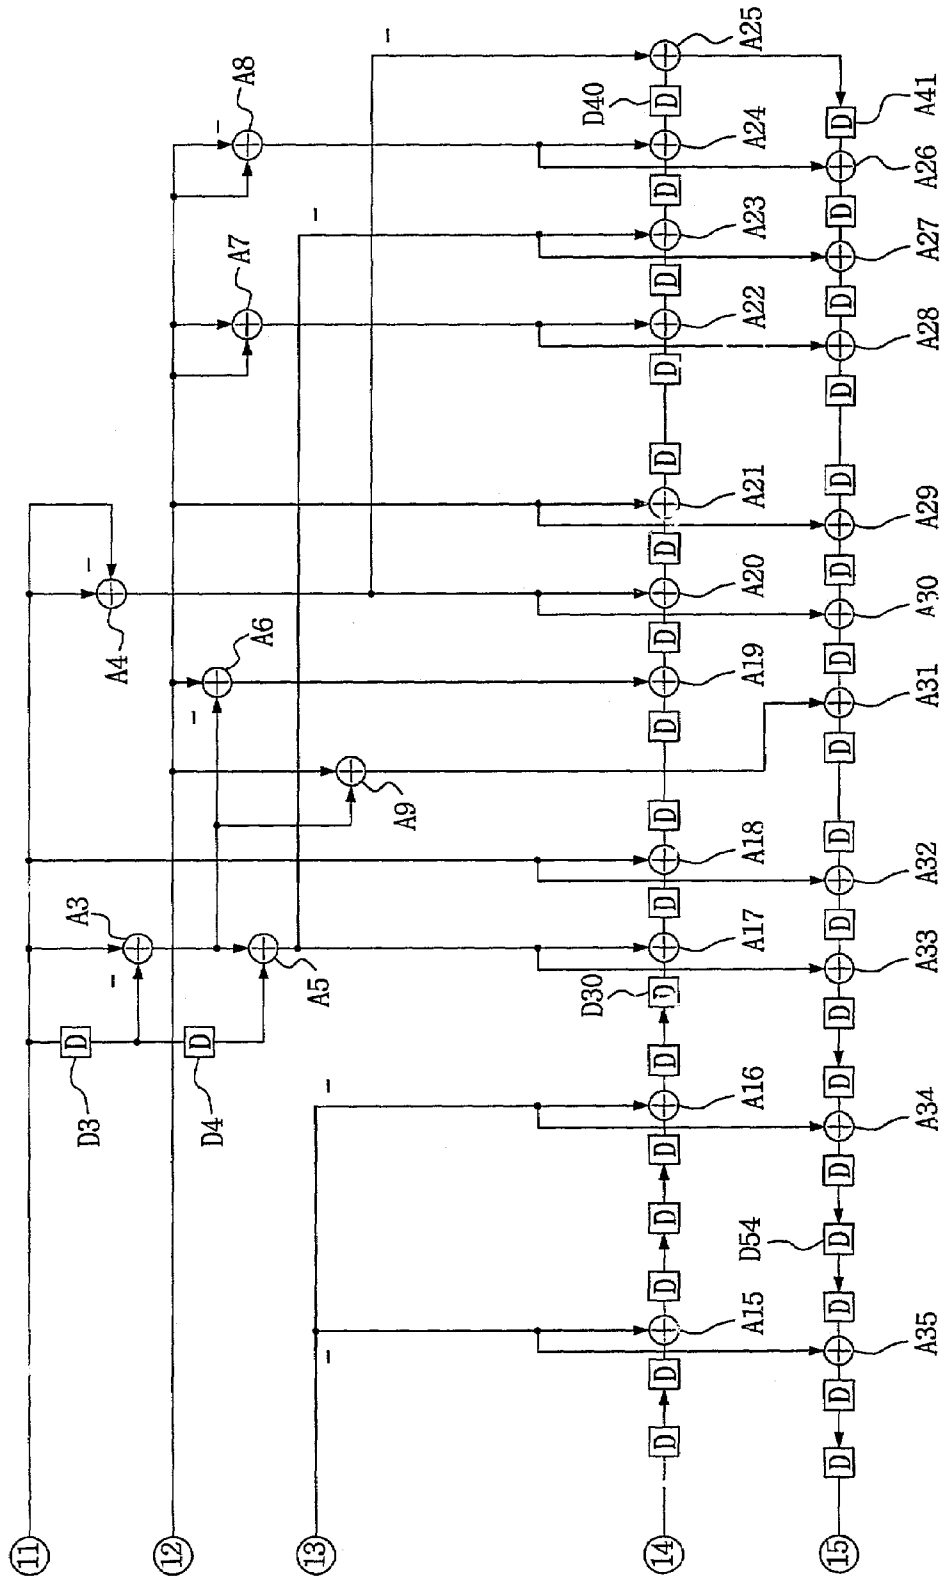 11
D
A3
D3
−
−
A4
12
D
D4
−
A8
−
A6
A7
13
A5
−
−
−
−
A9
D30
D40
14
D D D D D D D D D D D D D D D D D
A15
A16
A17
A18
A19
A20
A21
A22
A23
A24
A25
D54
15
D D D D D D D D D D D D D D D D D
A35
A34
A33
A32
A31
A30
A29
A28
A27
A26
A41